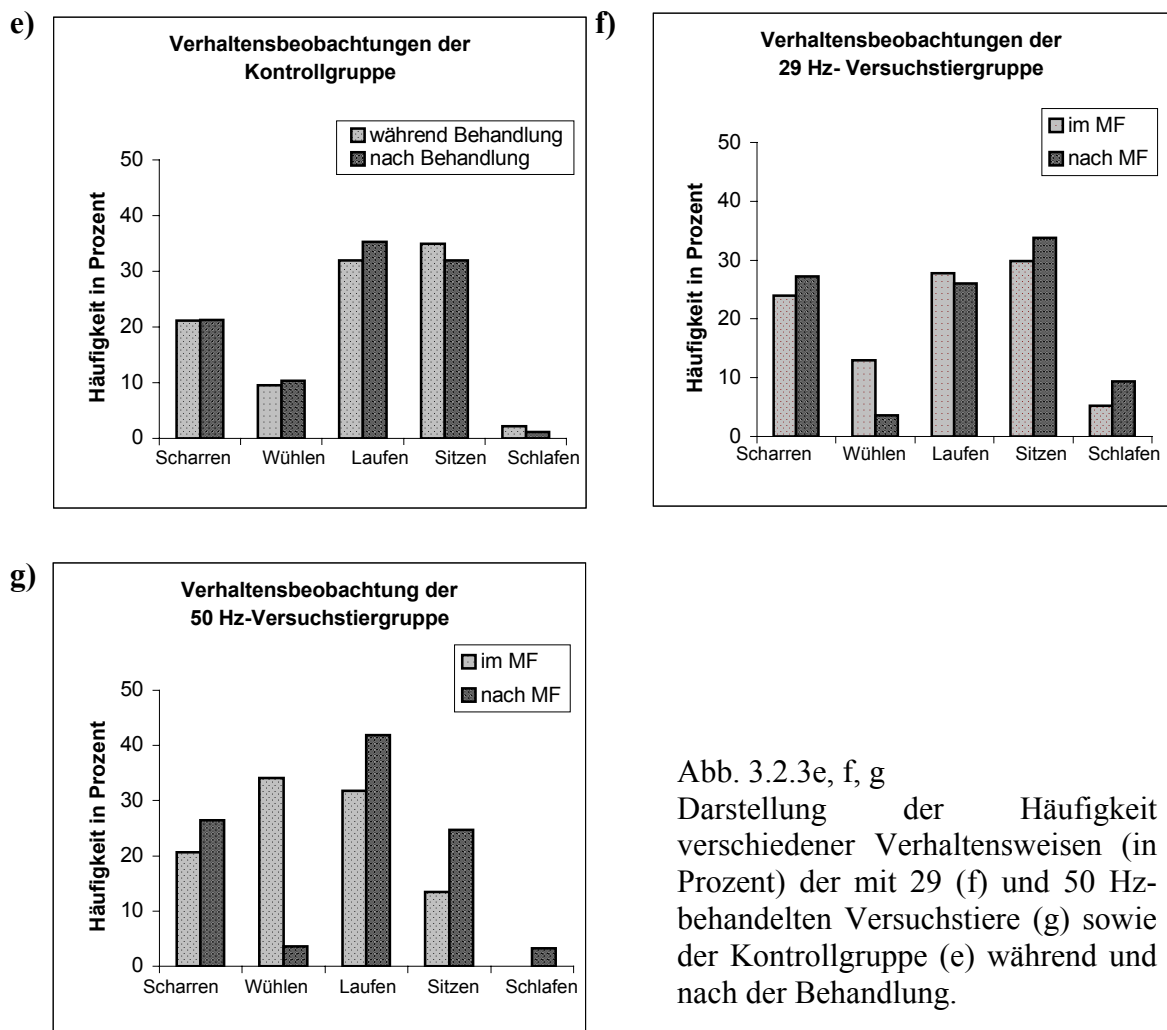 e)
Verhaltensbeobachtungen der
Kontrollgruppe
während Behandlung
nach Behandlung
Häufigkeit in Prozent
50
40
30
20
10
0
Scharren Wühlen Laufen Sitzen Schlafen
f)
Verhaltensbeobachtungen der
29 Hz- Versuchstiergruppe
im MF
nach MF
Häufigkeit in Prozent
50
40
30
20
10
0
Scharren Wühlen Laufen Sitzen Schlafen
g)
Verhaltensbeobachtung der
50 Hz-Versuchstiergruppe
im MF
nach MF
Häufigkeit in Prozent
50
40
30
20
10
0
Scharren Wühlen Laufen Sitzen Schlafen
Abb. 3.2.3e, f, g
Darstellung der Häufigkeit
verschiedener Verhaltensweisen (in
Prozent) der mit 29 (f) und 50 Hz-
behandelten Versuchstiere (g) sowie
der Kontrollgruppe (e) während und
nach der Behandlung.